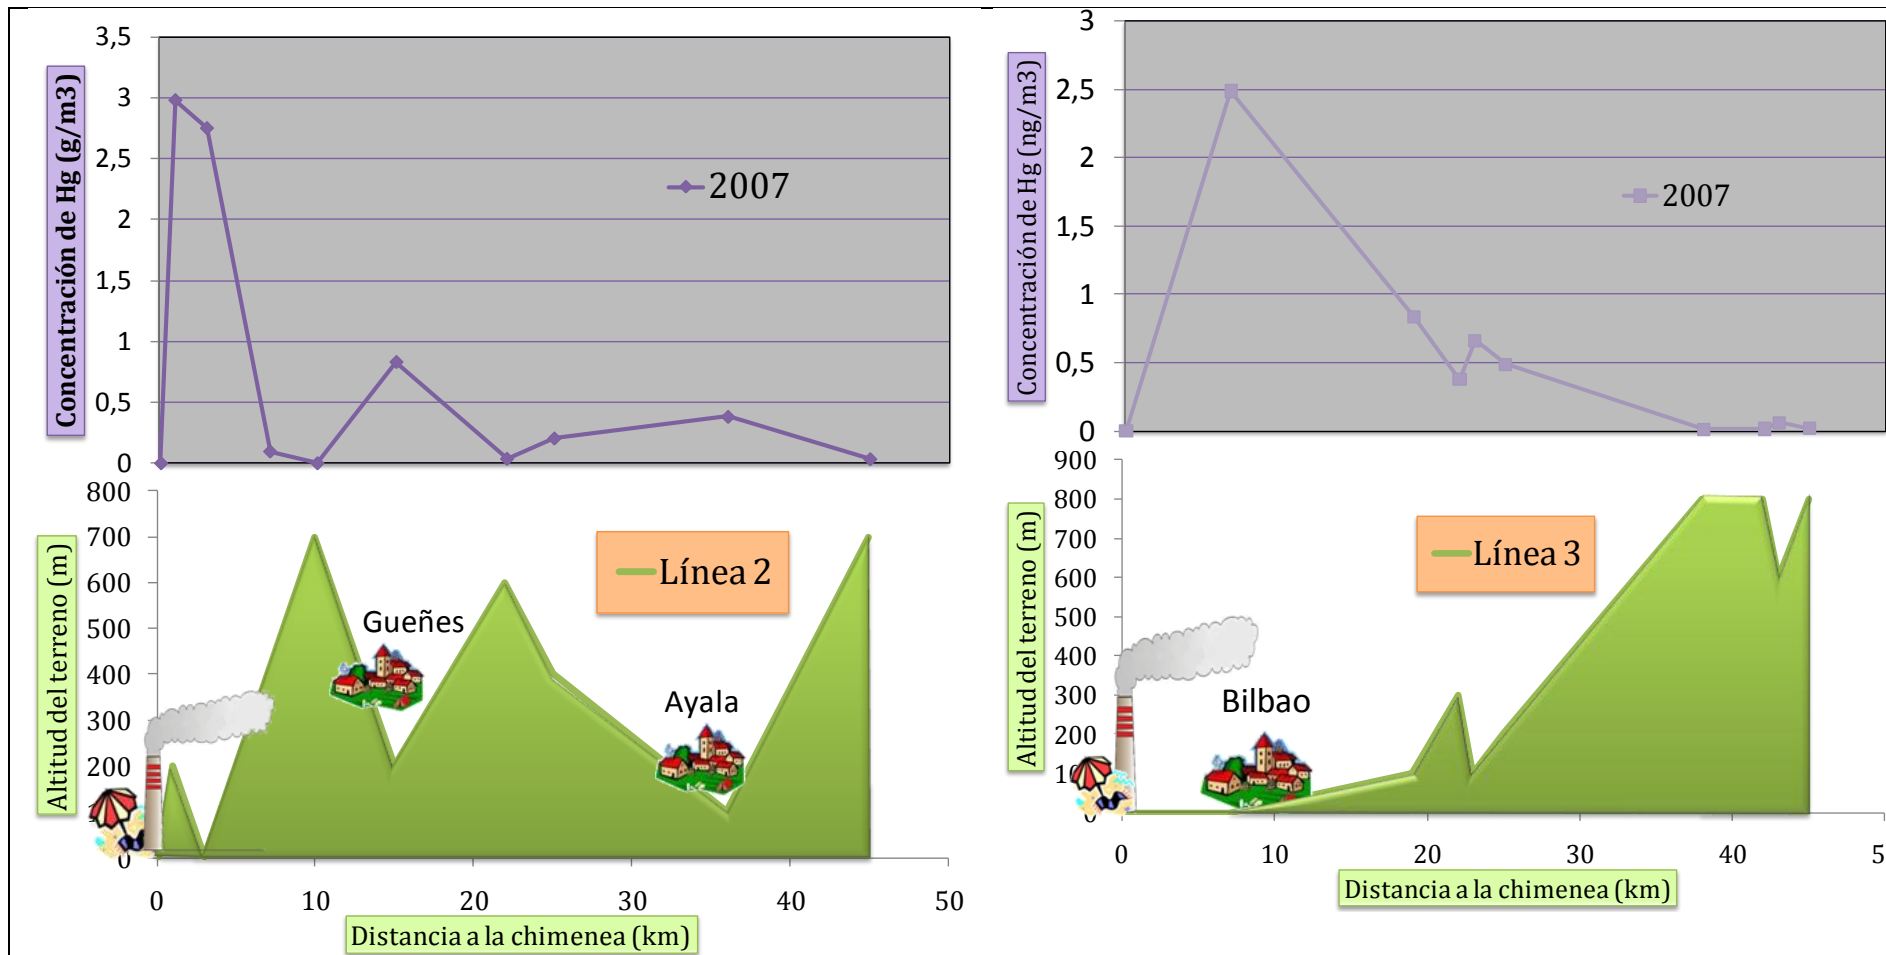 Concentración de Hg (g/m3)
3,5
3
2,5
2
1,5
1
0,5
0
2007
Altitud del terreno (m)
800
700
600
500
400
300
200
0
Línea 2
Gueñes
Ayala
0 10 20 30 40 50
Distancia a la chimenea (km)
Concentración de Hg (ng/m3)
3
2,5
2
1,5
1
0,5
0
2007
Altitud del terreno (m)
900
800
700
600
500
400
300
200
0
Línea 3
Bilbao
0 10 20 30 40 5
Distancia a la chimenea (km)